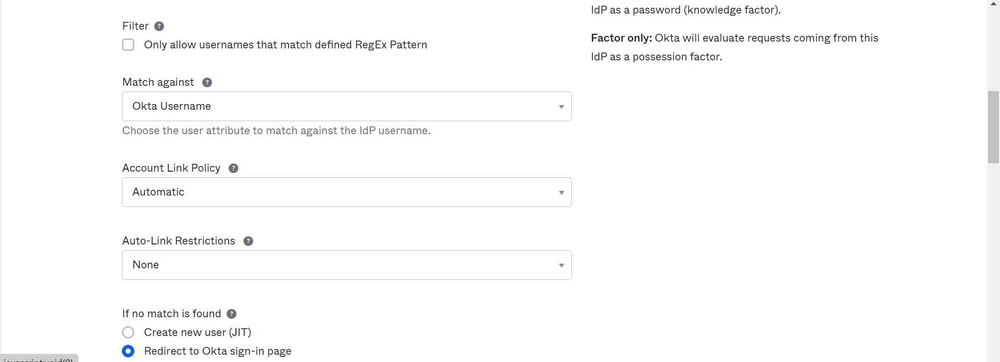 IdP as a password (knowledge factor).
Filter ?
Only allow usernames that match defined RegEx Pattern
Factor only: Okta will evaluate requests coming from this
IdP as a possession factor.
Match against ?
Okta Username
Choose the user attribute to match against the IdP username.
Account Link Policy ?
Automatic
Auto-Link Restrictions ?
None
If no match is found ?
Create new user (JIT)
Redirect to Okta sign-in page
javascript:void(0)